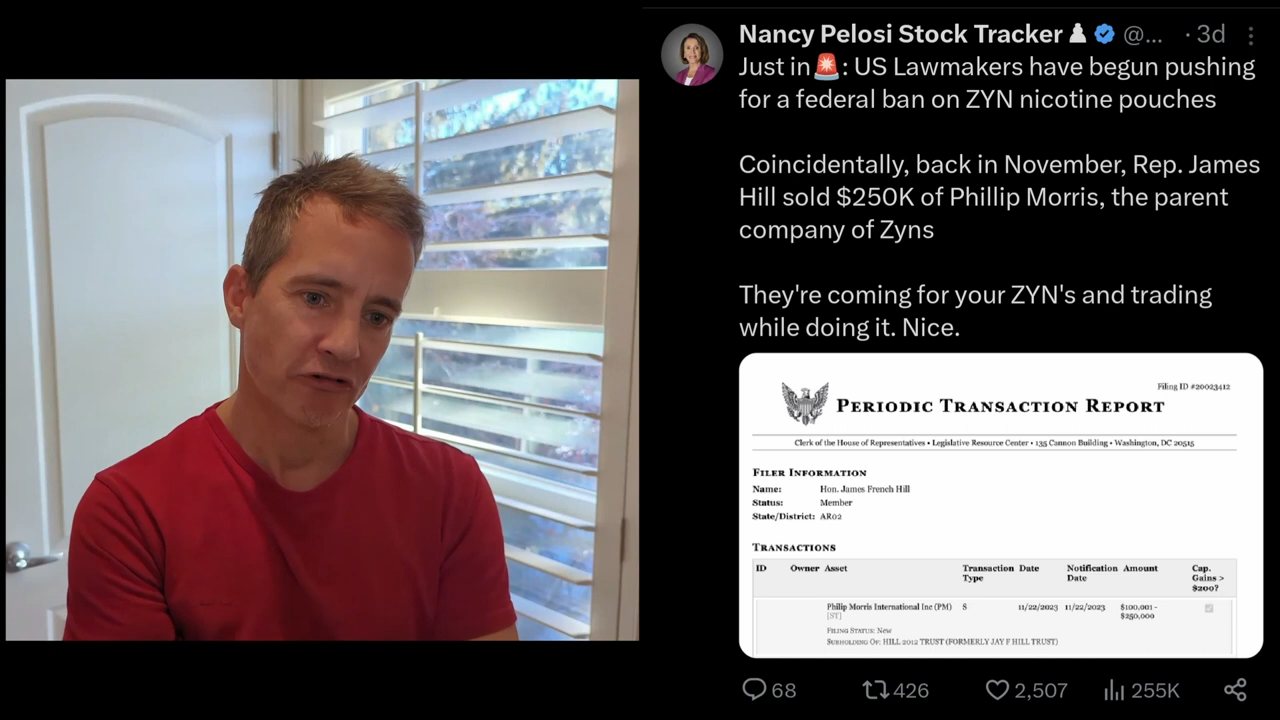 Nancy Pelosi Stock Tracker @... · 3d
Just in🚨: US Lawmakers have begun pushing
for a federal ban on ZYN nicotine pouches
Coincidentally, back in November, Rep. James
Hill sold $250K of Phillip Morris, the parent
company of Zyns
They're coming for your ZYN's and trading
while doing it. Nice.
Filing ID #20023412
PERIODIC TRANSACTION REPORT
Clerk of the House of Representatives • Legislative Resource Center • 135 Cannon Building • Washington, DC 20515
FILER INFORMATION
Name: Hon. James French Hill
Status: Member
State/District: AR02
TRANSACTIONS
ID Owner Asset Transaction Type Date Notification Date Amount Cap. Gains > $200?
Philip Morris International Inc (PM) S 11/22/2023 11/22/2023 $100,001 - $250,000
[ST]
FILING STATUS: New
SUBHOLDING OF: HILL 2012 TRUST (FORMERLY JAY F HILL TRUST)
68 426 2,507 255K